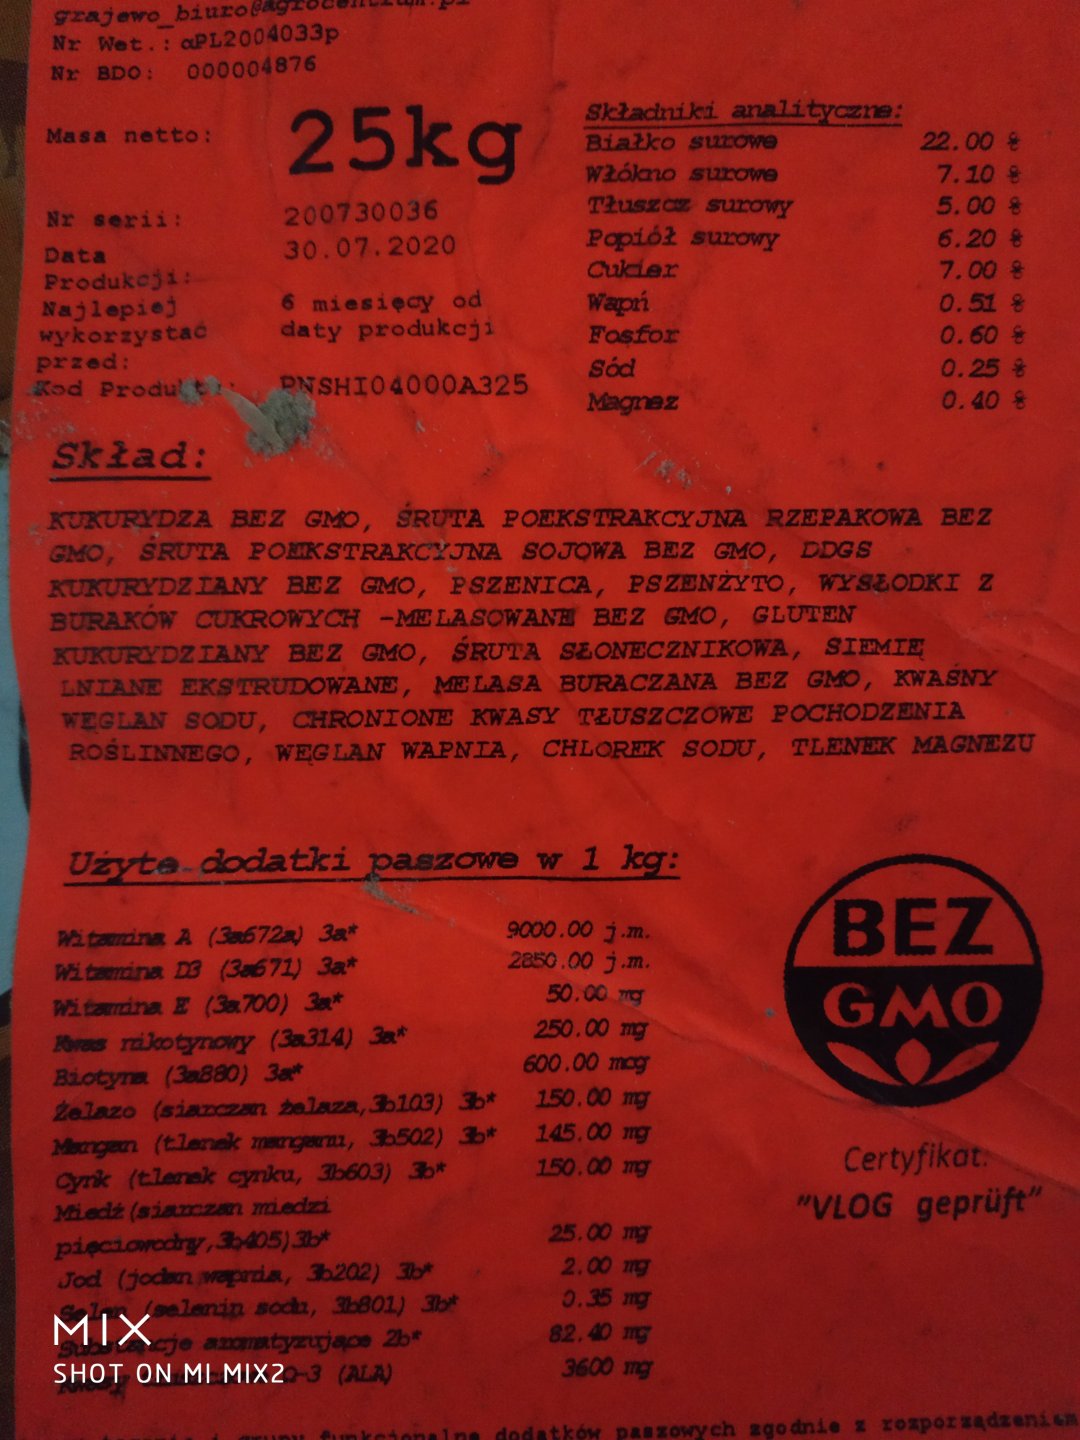 grajewo_biuro@agrocentrum.pl
Nr Wet.: αPL2004033p
Nr BDO: 000004876
Masa netto: 25kg
Nr serii: 200730036
Data 30.07.2020
Produkcji:
Najlepiej 6 miesięcy od
wykorzystać daty produkcji
przed:
Kod Produktu: PNSHI04000A325
Składniki analityczne:
Białko surowe 22.00 %
Włókno surowe 7.10 %
Tłuszcz surowy 5.00 %
Popiół surowy 6.20 %
Cukier 7.00 %
Wapń 0.51 %
Fosfor 0.60 %
Sód 0.25 %
Magnez 0.40 %
Skład:
KUKURYDZA BEZ GMO, ŚRUTA POEKSTRAKCYJNA RZEPAKOWA BEZ
GMO, ŚRUTA POEKSTRAKCYJNA SOJOWA BEZ GMO, DDGS
KUKURYDZIANY BEZ GMO, PSZENICA, PSZENŻYTO, WYSŁODKI Z
BURAKÓW CUKROWYCH -MELASOWANE BEZ GMO, GLUTEN
KUKURYDZIANY BEZ GMO, ŚRUTA SŁONECZNIKOWA, SIEMIĘ
LNIANE EKSTRUDOWANE, MELASA BURACZANA BEZ GMO, KWAŚNY
WĘGLAN SODU, CHRONIONE KWASY TŁUSZCZOWE POCHODZENIA
ROŚLINNEGO, WĘGLAN WAPNIA, CHLOREK SODU, TLENEK MAGNEZU
Użyte dodatki paszowe w 1 kg:
Witamina A (3a672a) 3a* 9000.00 j.m.
Witamina D3 (3a671) 3a* 2850.00 j.m.
Witamina E (3a700) 3a* 50.00 mg
Kwas nikotynowy (3a314) 3a* 250.00 mg
Biotyna (3a880) 3a* 600.00 mcg
Żelazo (siarczan żelaza,3b103) 3b* 150.00 mg
Mangan (tlenek manganu, 3b502) 3b* 145.00 mg
Cynk (tlenek cynku, 3b603) 3b* 150.00 mg
Miedź(siarczan miedzi
pięciowodny,3b405)3b* 25.00 mg
Jod (jodan wapnia, 3b202) 3b* 2.00 mg
Selen (selenin sodu, 3b801) 3b* 0.35 mg
Substancje aromatyzujące 2b* 82.40 mg
Kwasy O-3 (ALA) 3600 mg
BEZ
GMO
Certyfikat:
"VLOG geprüft"
MIX
SHOT ON MI MIX2
i grupy funkcjonalne dodatków paszowych zgodnie z rozporządzeniem